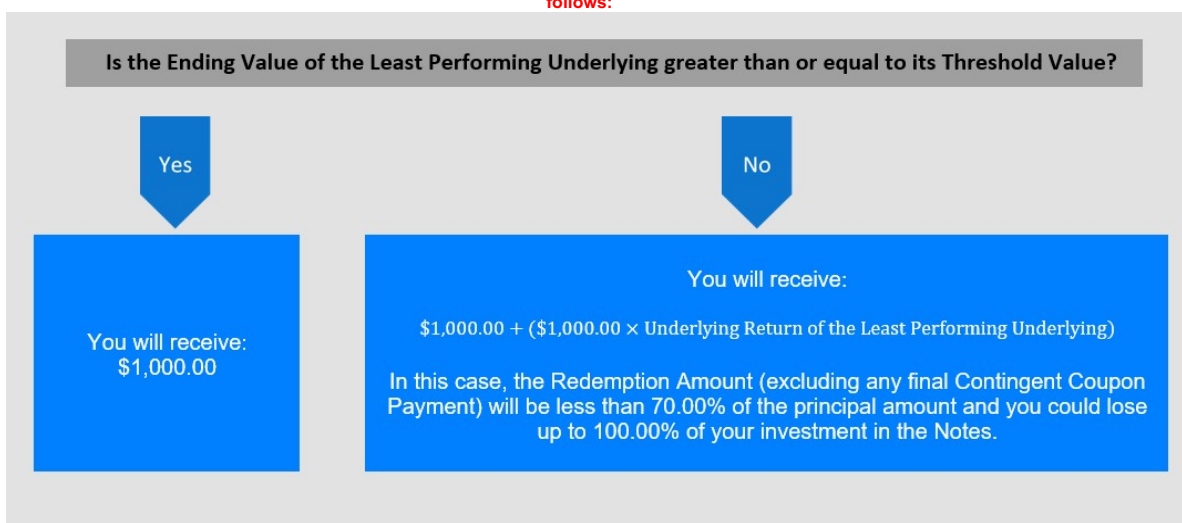 follows:
Is the Ending Value of the Least Performing Underlying greater than or equal to its Threshold Value?
Yes
No
You will receive:
$1,000.00
You will receive:
$1,000.00 + ($1,000.00 × Underlying Return of the Least Performing Underlying)
In this case, the Redemption Amount (excluding any final Contingent Coupon
Payment) will be less than 70.00% of the principal amount and you could lose
up to 100.00% of your investment in the Notes.